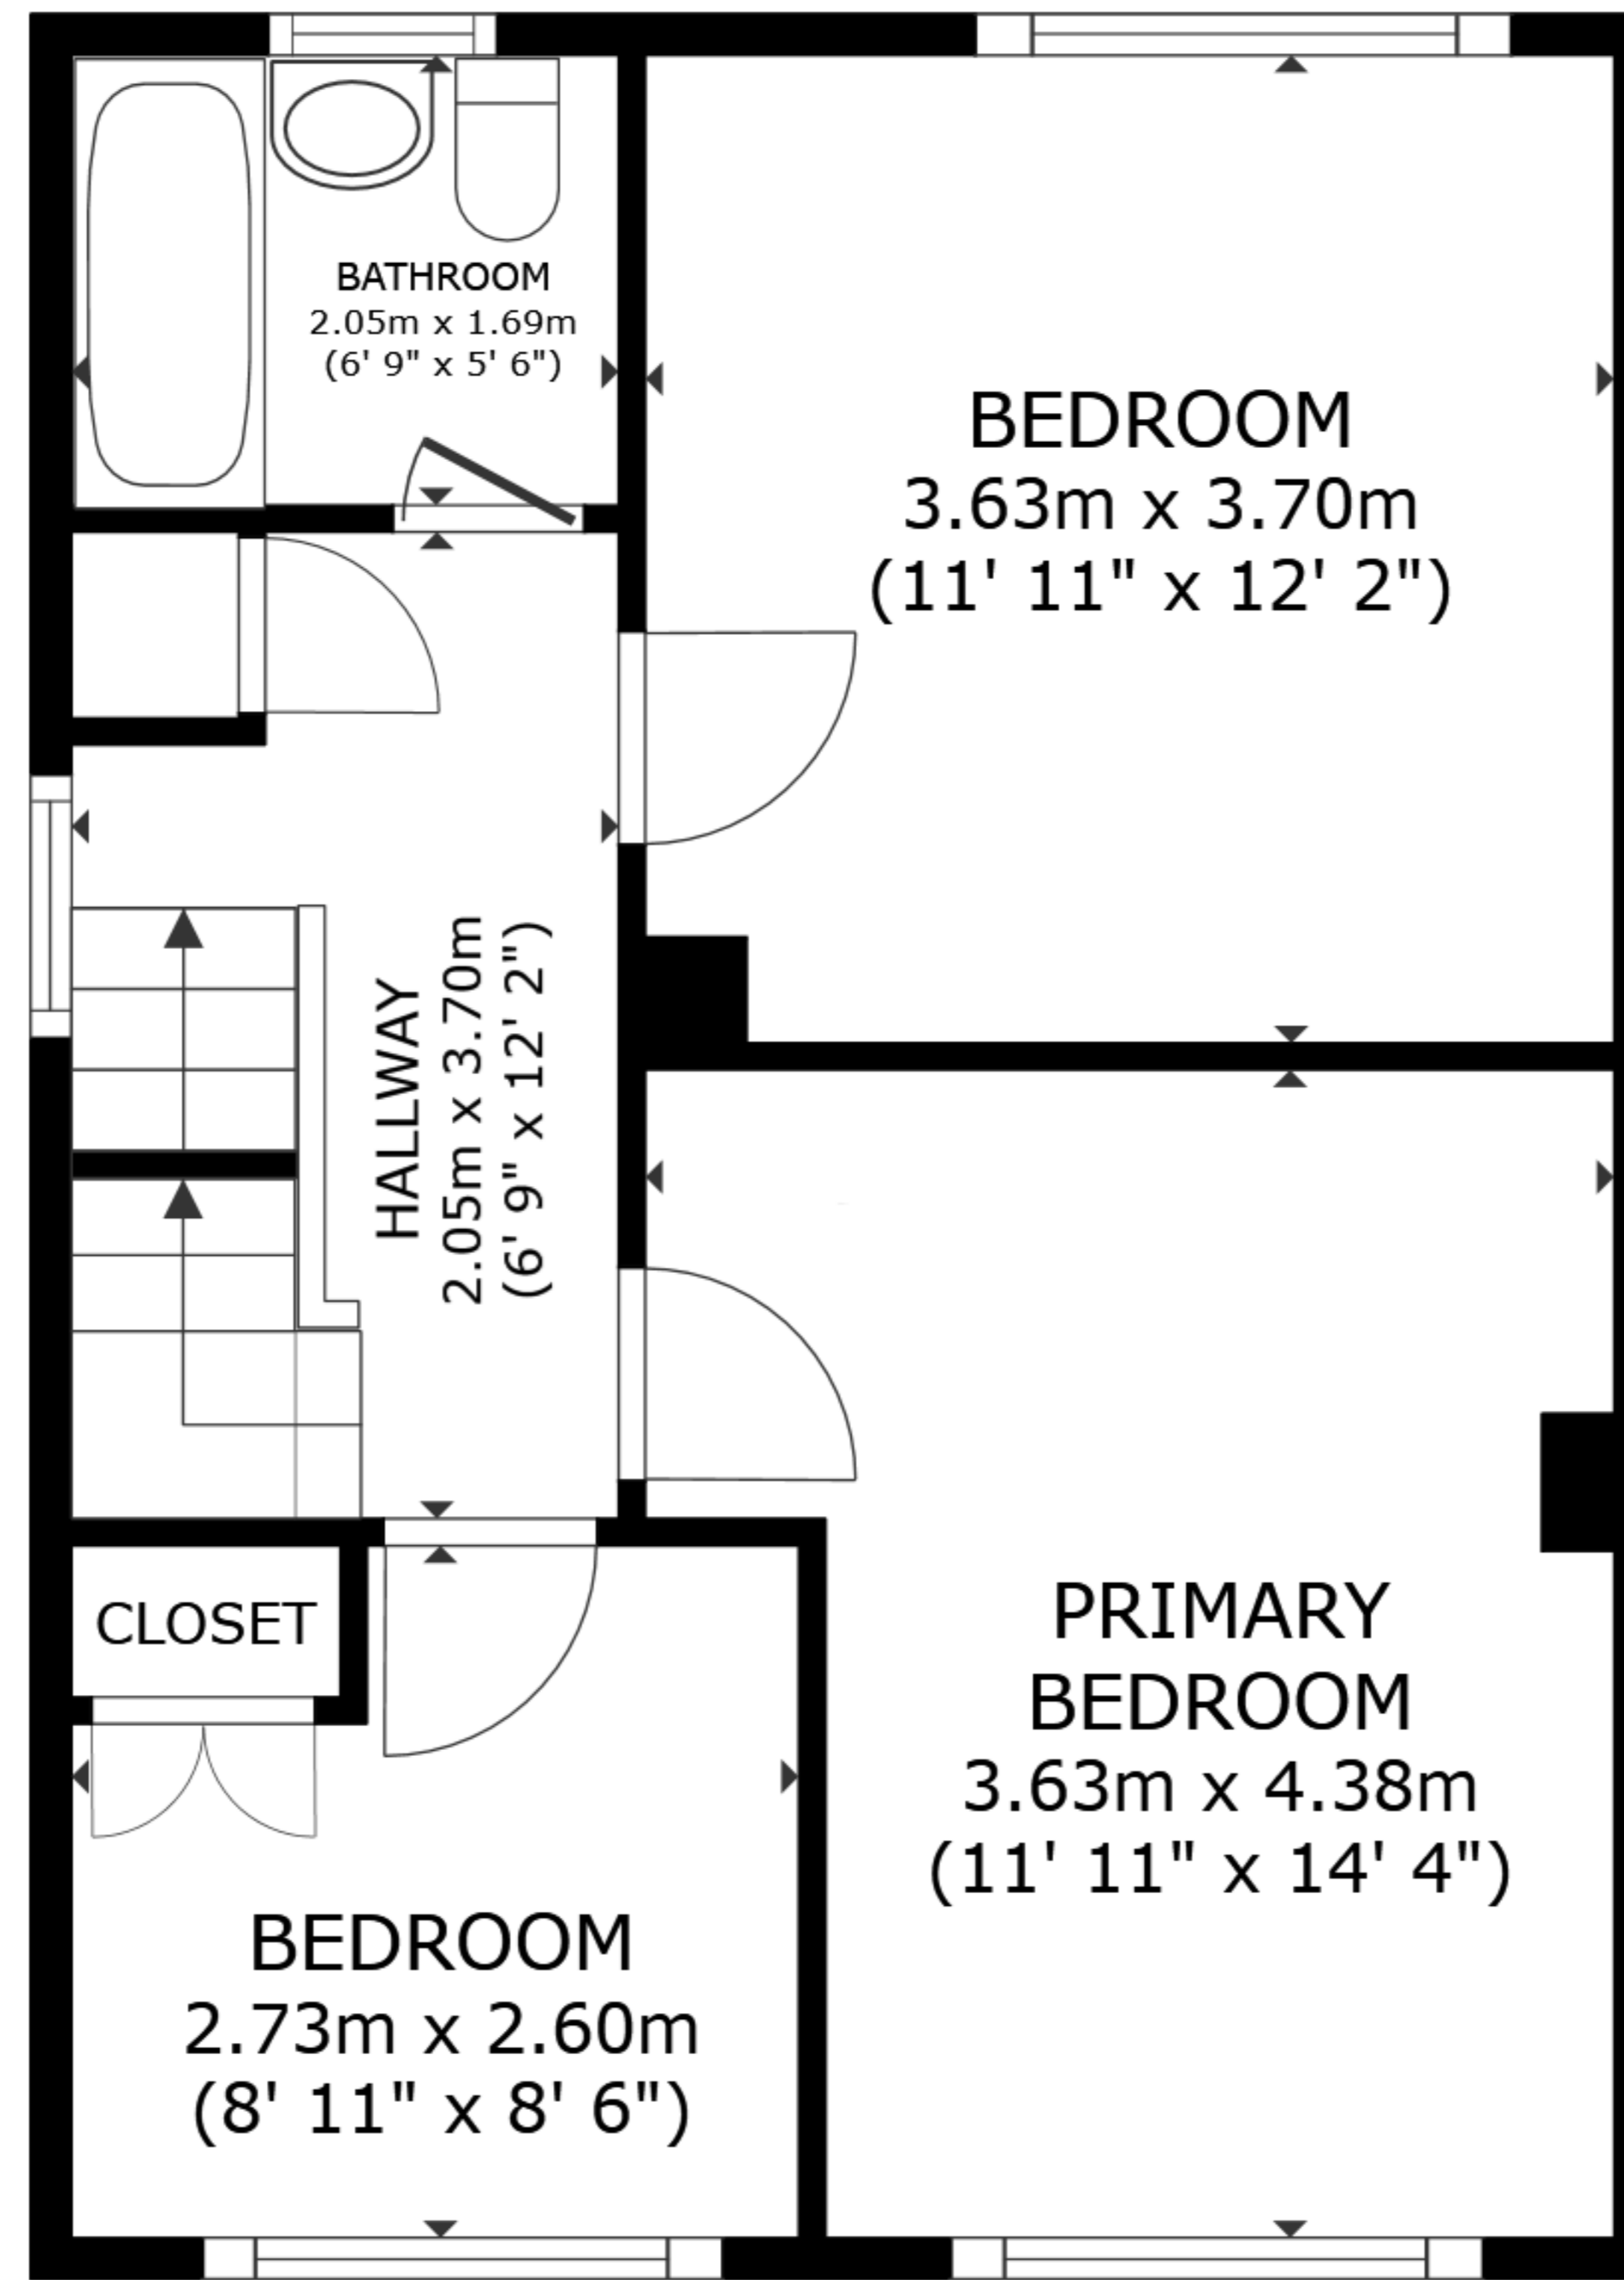 BATHROOM
2.05m x 1.69m
(6' 9" x 5' 6")
BEDROOM
3.63m x 3.70m
(11' 11" x 12' 2")
HALLWAY
2.05m x 3.70m
(6' 9" x 12' 2")
CLOSET
PRIMARY
BEDROOM
3.63m x 4.38m
(11' 11" x 14' 4")
BEDROOM
2.73m x 2.60m
(8' 11" x 8' 6")